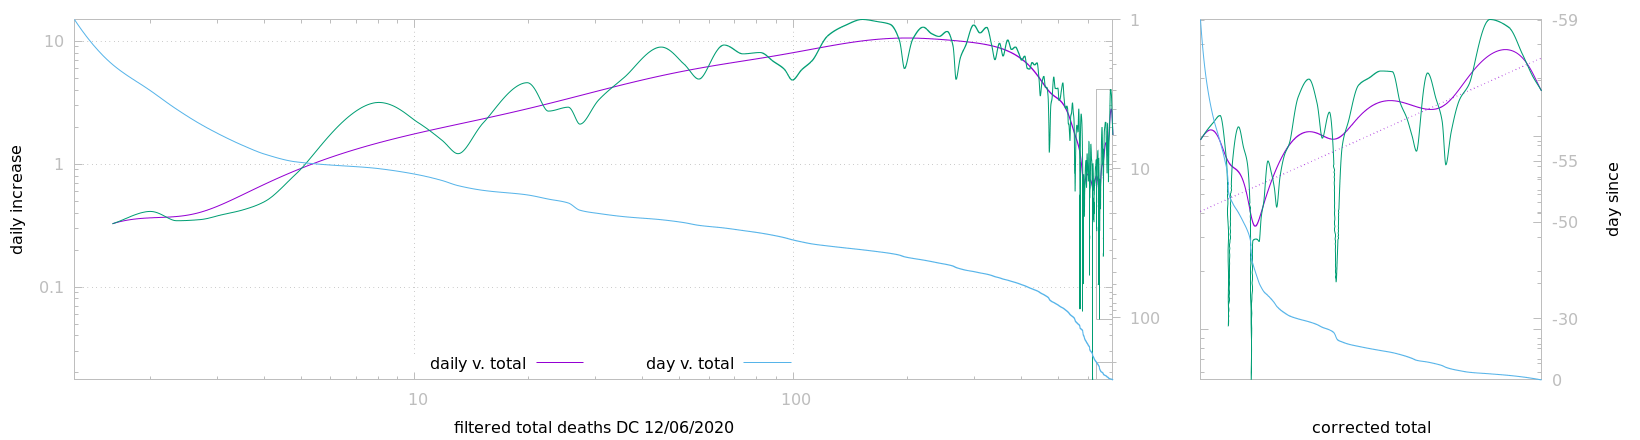 10
1
0.1
daily increase
daily v. total
day v. total
10
100
filtered total deaths DC 12/06/2020
1
10
100
-59
-55
-50
-30
0
day since
corrected total